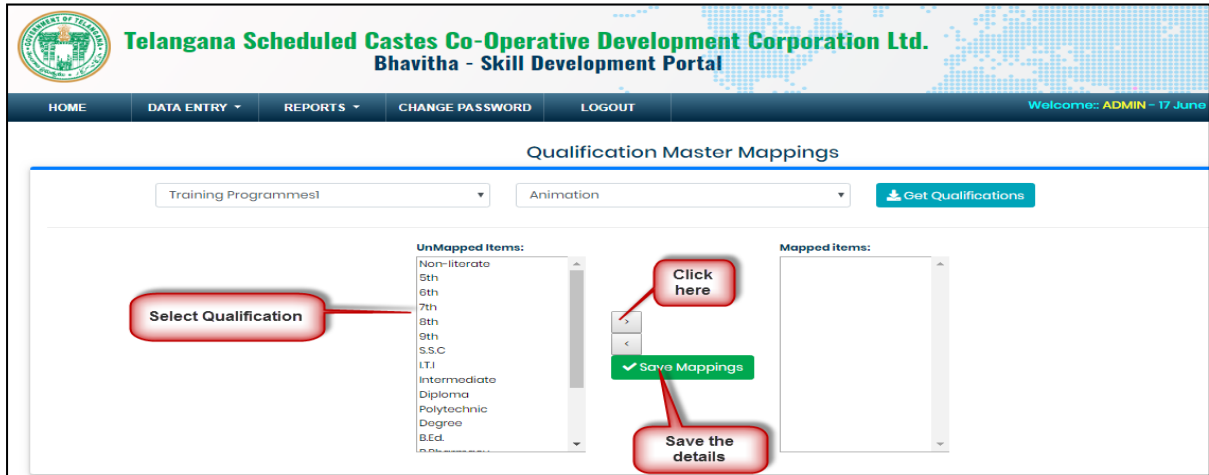 Telangana Scheduled Castes Co-Operative Development Corporation Ltd.
Bhavitha - Skill Development Portal
HOME DATA ENTRY REPORTS CHANGE PASSWORD LOGOUT Welcome:: ADMIN - 17 June
Qualification Master Mappings
Training Programmes1 Animation Get Qualifications
UnMapped Items: Mapped items:
Non-literate
5th
6th
7th
8th
9th
S.S.C
I.T.I
Intermediate
Diploma
Polytechnic
Degree
B.Ed.
Select Qualification
Click
here
>
<
Save Mappings
Save the
details